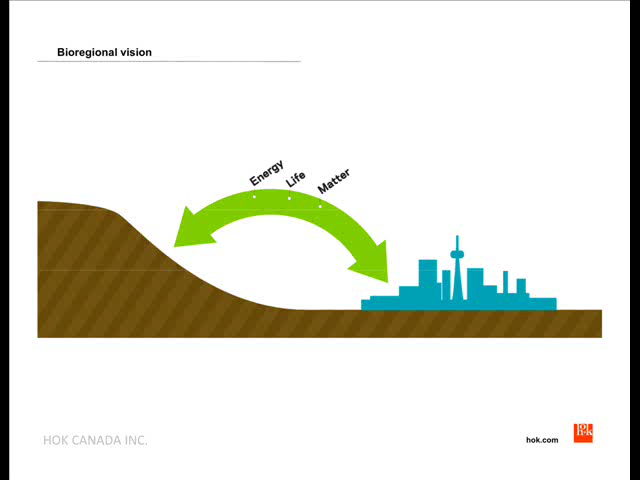 Bioregional vision
Energy
Life
Matter
HOK CANADA INC.
hok.com
hok